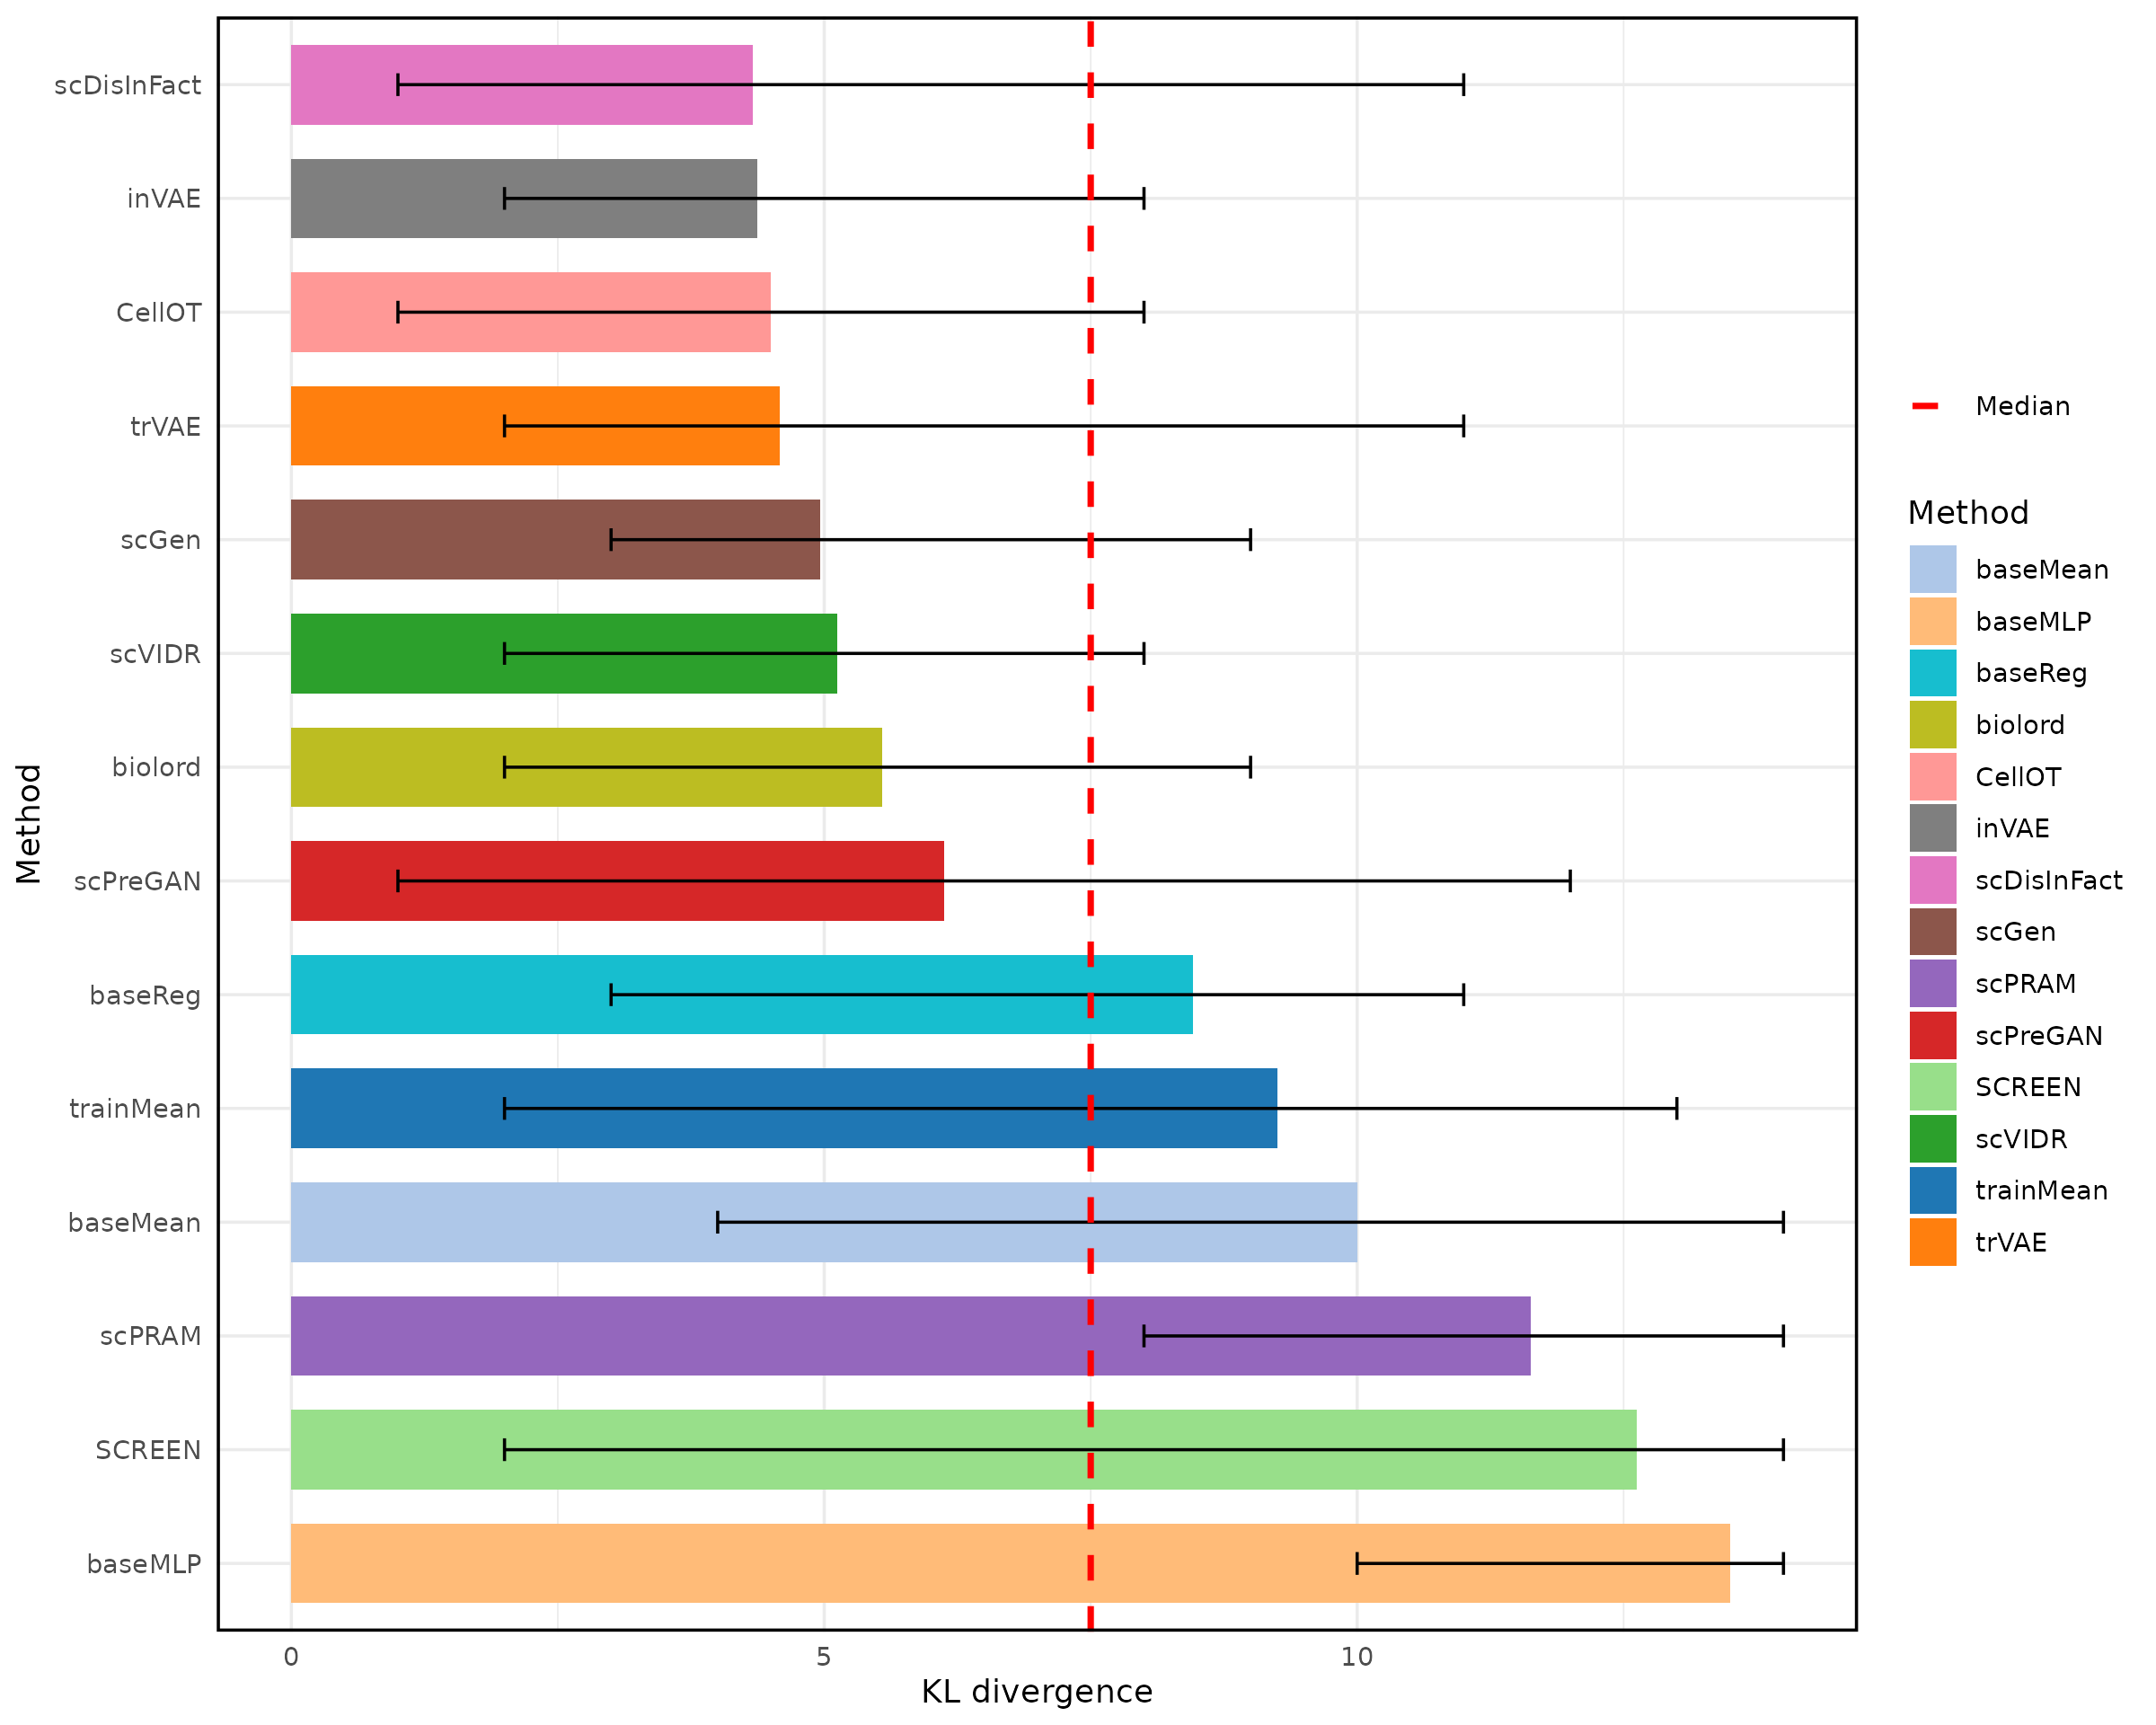 scDisInFact
inVAE
CellOT
trVAE
scGen
scVIDR
biolord
scPreGAN
baseReg
trainMean
baseMean
scPRAM
SCREEN
baseMLP
Method
0 5 10
KL divergence
Median
Method
baseMean
baseMLP
baseReg
biolord
CellOT
inVAE
scDisInFact
scGen
scPRAM
scPreGAN
SCREEN
scVIDR
trainMean
trVAE